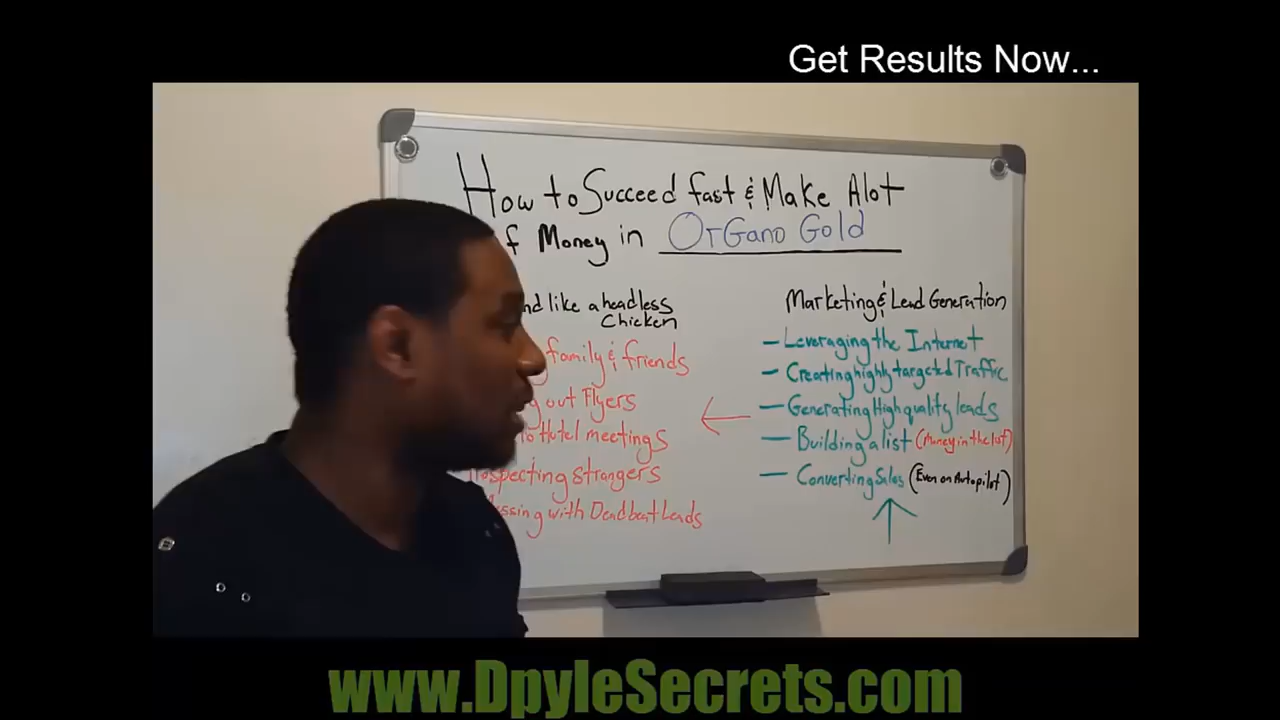 Get Results Now...
How to Succeed fast & Make Alot
f Money in OrGano Gold
nd like a headless
Chicken
family & friends
out Flyers
Hotel meetings
rospecting strangers
essing with Deadbeat Leads
Marketing & Lead Generation
- Leveraging the Internet
- Creating highly targeted Traffic
- Generating High quality leads
- Building a list (Money in the list)
- Converting Sales (Even on Autopilot)
www.DpyleSecrets.com